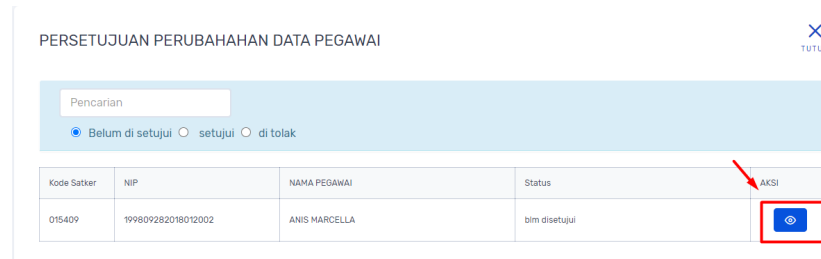 PERSETUJUAN PERUBAHAHAN DATA PEGAWAI
TUTU
Pencarian
Belum di setujui setujui di tolak
Kode Satker NIP NAMA PEGAWAI Status AKSI
015409 199809282018012002 ANIS MARCELLA blm disetujui